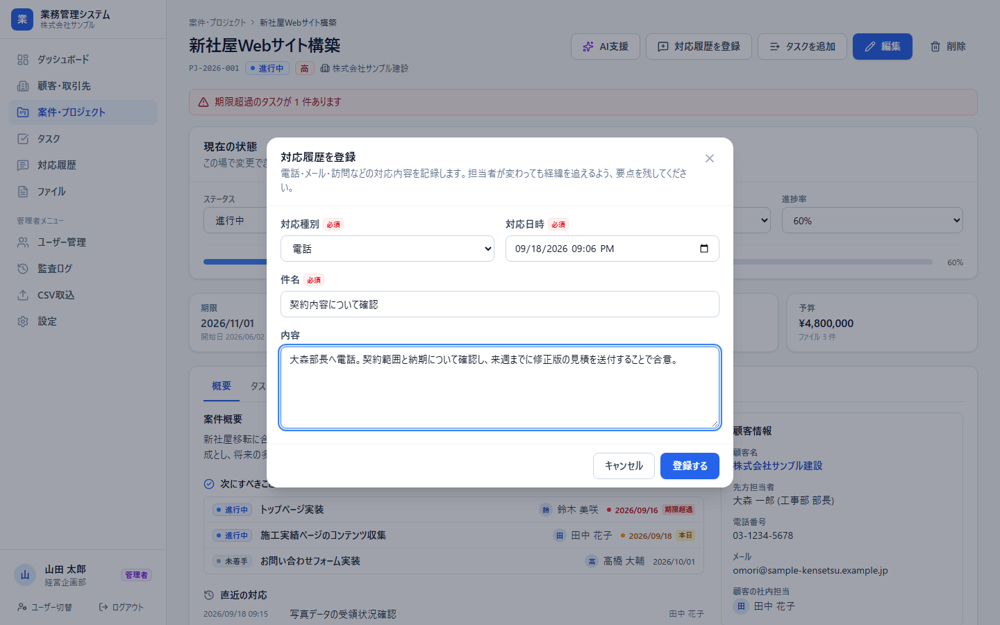 業
業務管理システム
株式会社サンプル
ダッシュボード
顧客・取引先
案件・プロジェクト
タスク
対応履歴
ファイル
管理者メニュー
ユーザー管理
監査ログ
CSV取込
設定
山
山田 太郎
経営企画部
管理者
ユーザー切替
ログアウト
案件・プロジェクト › 新社屋Webサイト構築
新社屋Webサイト構築
PJ-2026-001
進行中
高
株式会社サンプル建設
AI支援
対応履歴を登録
タスクを追加
編集
削除
期限超過のタスクが 1 件あります
現在の状態
この場で変更でき
ステータス
進行中
進捗率
60%
60%
期限
2026/11/01
開始日 2026/06/02
予算
¥4,800,000
ファイル 3 件
対応履歴を登録
電話・メール・訪問などの対応内容を記録します。担当者が変わっても経緯を追えるよう、要点を残してくださ
い。
対応種別 必須
電話
対応日時 必須
09/18/2026 09:06 PM
件名 必須
契約内容について確認
内容
大森部長へ電話。契約範囲と納期について確認し、来週までに修正版の見積を送付することで合意。
キャンセル
登録する
概要
タス
案件概要
新社屋移転に合
成とし、将来の多
次にすべきこと
進行中 トップページ実装 鈴 鈴木 美咲 2026/09/16 期限超過
進行中 施工実績ページのコンテンツ収集 田 田中 花子 2026/09/18 本日
未着手 お問い合わせフォーム実装 高 高橋 大輔 2026/10/01
直近の対応
2026/09/18 09:15 写真データの受領状況確認 田中 花子
顧客情報
顧客名
株式会社サンプル建設
先方担当者
大森 一郎 (工事部 部長)
電話番号
03-1234-5678
メール
omori@sample-kensetsu.example.jp
顧客の社内担当
田 田中 花子